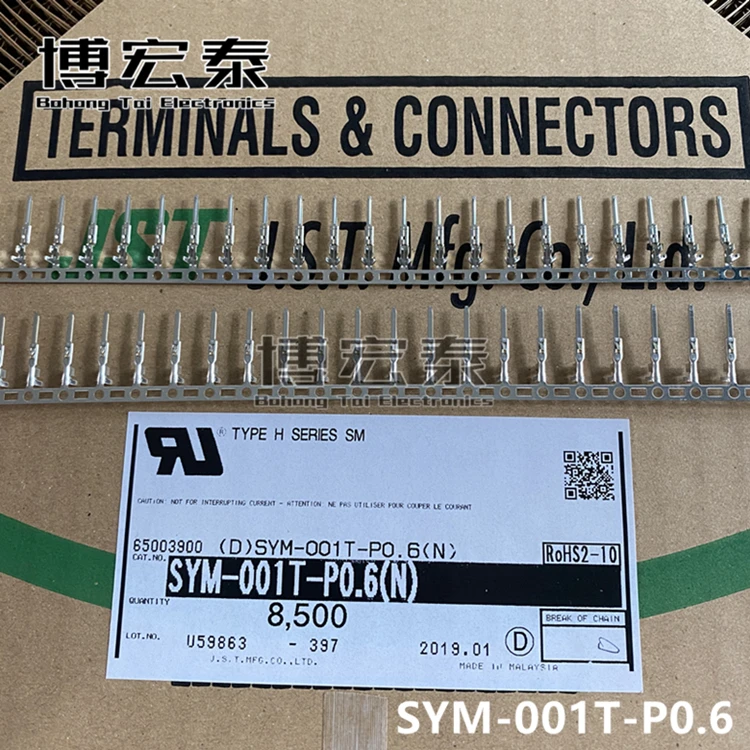 博宏泰
Bohong Tai Electronics
TERMINALS & CONNECTORS
JST J.S.T. Mfg. Co., Ltd.
博宏泰
Bohong Tai Electronics
RU ® TYPE H SERIES SM
CAUTION: NOT FOR INTERRUPTING CURRENT - ATTENTION: NE PAS UTILISER POUR COUPER LE COURANT
65003900 (D)SYM-001T-P0.6(N)
RoHS2-10
CAT.NO.
SYM-001T-P0.6(N)
QUANTITY
8,500
BREAK OF CHAIN
LOT.NO. U59863 - 397 2019.01 D
J.S.T.MFG.CO.,LTD. MADE IN MALAYSIA
SYM-001T-P0.6